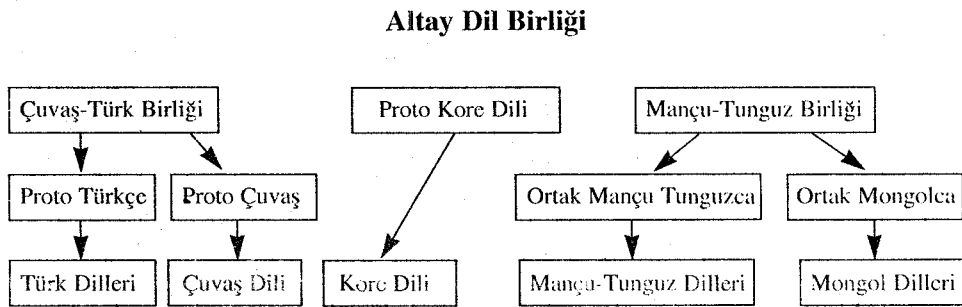 Altay Dil Birliği
Çuvaş-Türk Birliği
Proto Kore Dili
Mançu-Tunguz Birliği
Proto Türkçe
Proto Çuvaş
Ortak Mançu Tunguzca
Ortak Mongolca
Türk Dilleri
Çuvaş Dili
Kore Dili
Mançu-Tunguz Dilleri
Mongol Dilleri